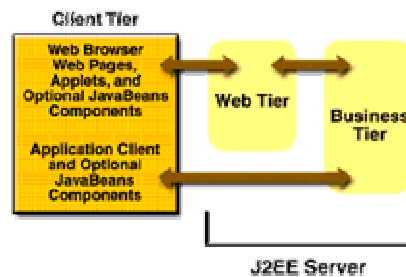 Client Tier
Web Browser
Web Pages,
Applets, and
Optional JavaBeans
Components
Application Client
and Optional
JavaBeans
Components
Web Tier
Business
Tier
J2EE Server